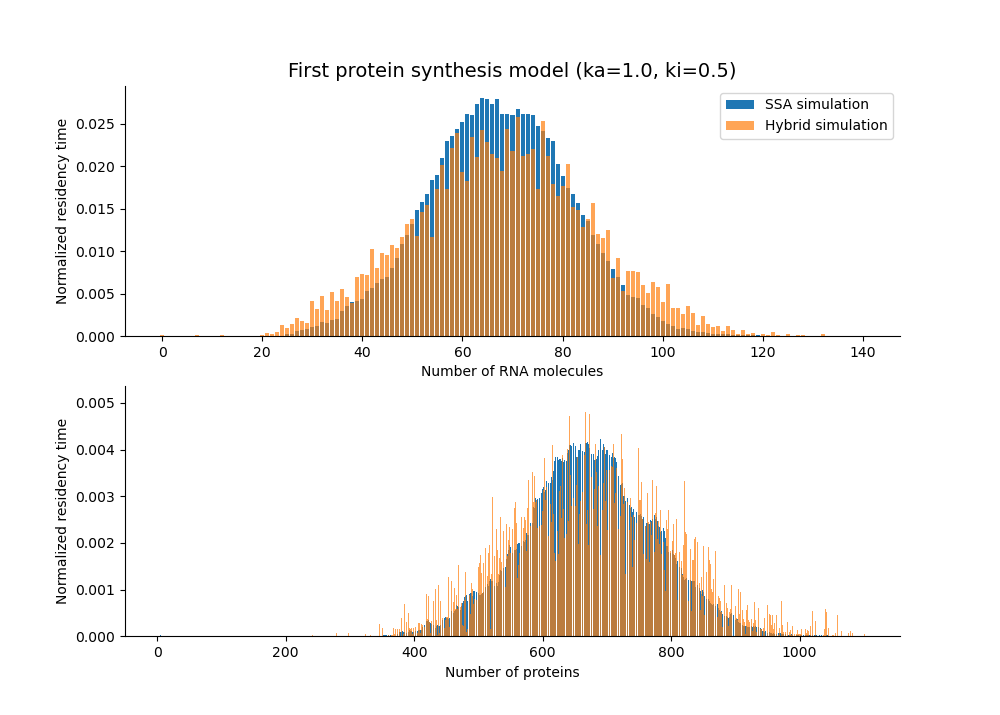 First protein synthesis model (ka=1.0, ki=0.5)
SSA simulation
Hybrid simulation
Normalized residency time
0.025
0.020
0.015
0.010
0.005
0.000
0 20 40 60 80 100 120 140
Number of RNA molecules
Normalized residency time
0.005
0.004
0.003
0.002
0.001
0.000
0 200 400 600 800 1000
Number of proteins